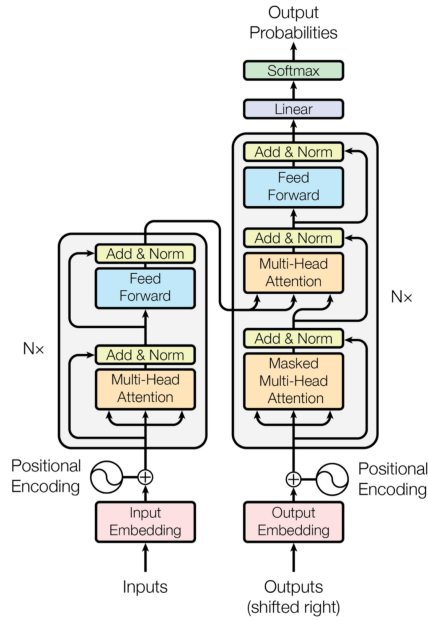 Output
Probabilities
Softmax
Linear
Add & Norm
Feed
Forward
Add & Norm
Multi-Head
Attention
Nx
Add & Norm
Masked
Multi-Head
Attention
Add & Norm
Feed
Forward
Nx
Add & Norm
Multi-Head
Attention
Positional
Encoding
Positional
Encoding
Input
Embedding
Output
Embedding
Inputs
Outputs
(shifted right)